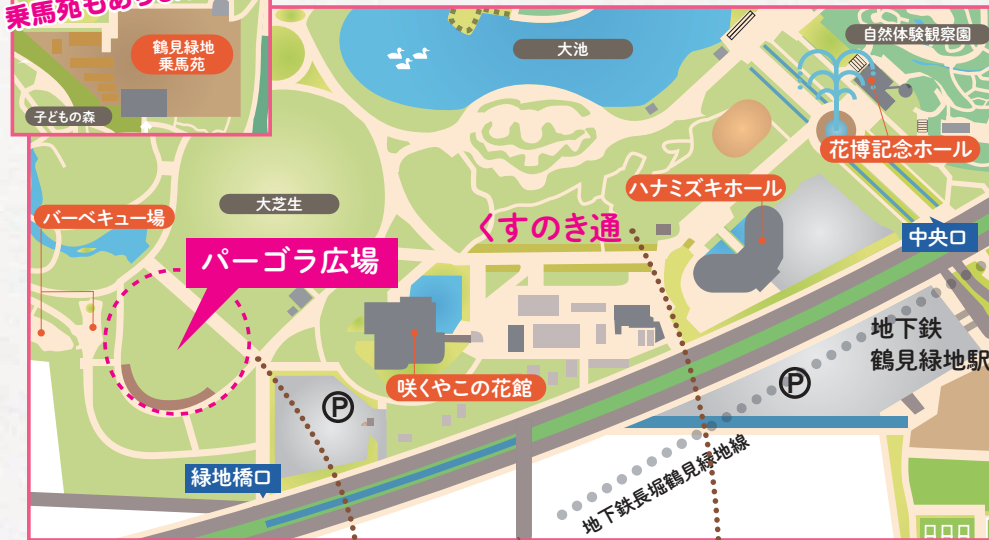 乗馬苑もあ
鶴見緑地
乗馬苑
子どもの森
大池
自然体験観察園
花博記念ホール
ハナミズキホール
バーベキュー場
大芝生
くすのき通
中央口
パーゴラ広場
地下鉄
鶴見緑地駅
咲くやこの花館
P
P
緑地橋口
地下鉄長堀鶴見緑地線